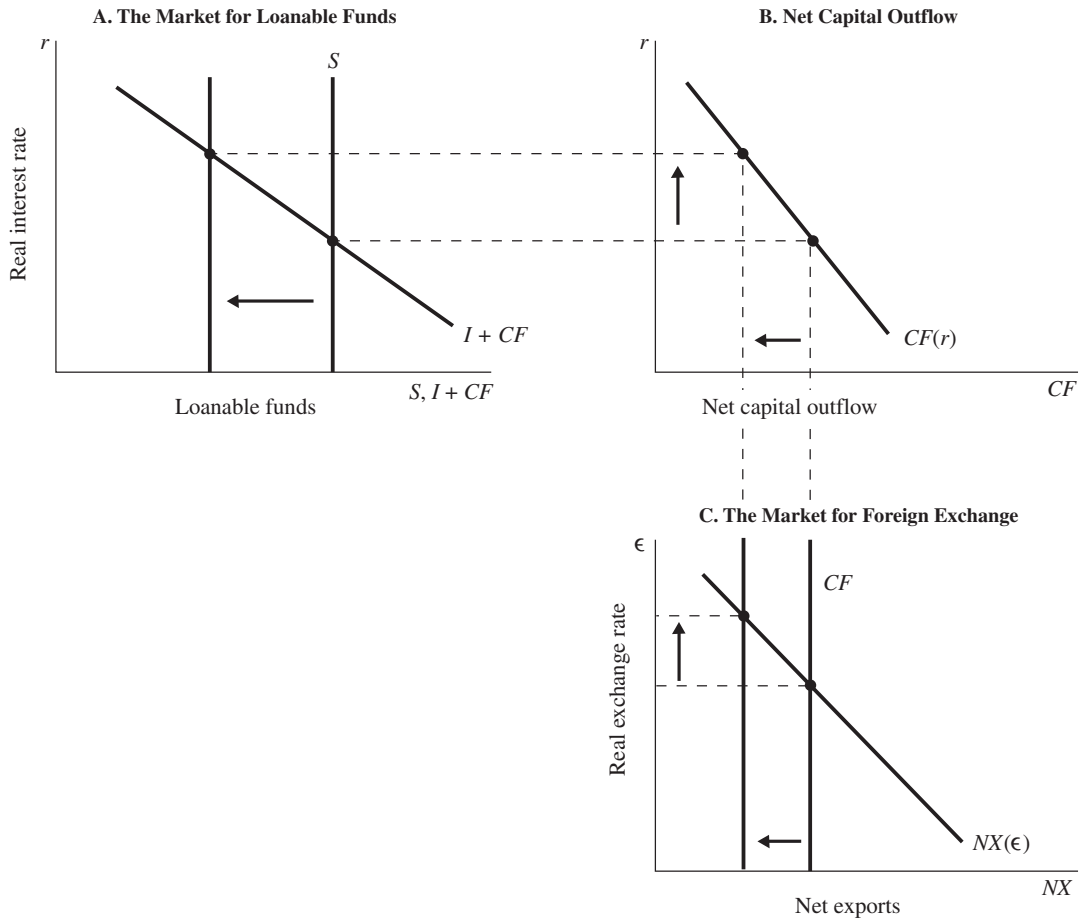 A. The Market for Loanable Funds
r
S
Real interest rate
I + CF
S, I + CF
Loanable funds
B. Net Capital Outflow
r
CF(r)
CF
Net capital outflow
C. The Market for Foreign Exchange
ϵ
CF
Real exchange rate
NX(ϵ)
NX
Net exports